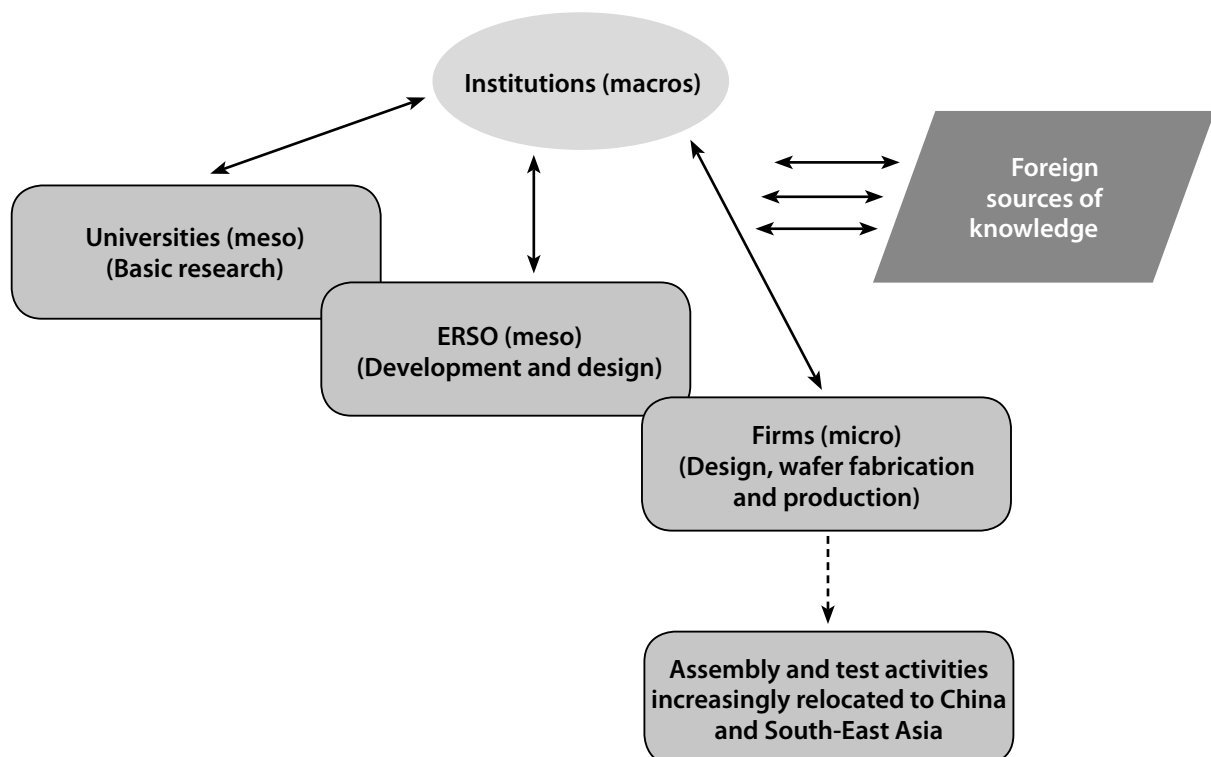 Institutions (macros)
Foreign
sources of
knowledge
Universities (meso)
(Basic research)
ERSO (meso)
(Development and design)
Firms (micro)
(Design, wafer fabrication
and production)
Assembly and test activities
increasingly relocated to China
and South-East Asia